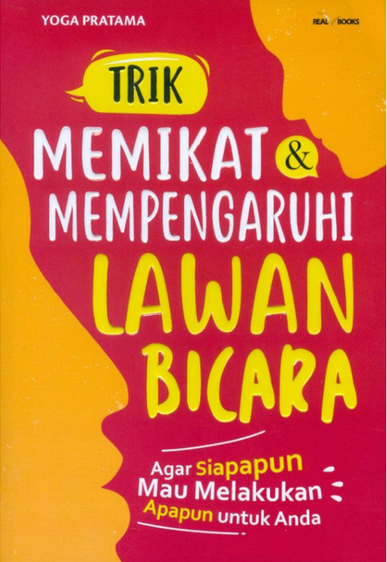 YOGA PRATAMA
REAL BOOKS
TRIK
MEMIKAT &
MEMPENGARUHI
LAWAN
BICARA
Agar Siapapun
Mau Melakukan
Apapun untuk Anda